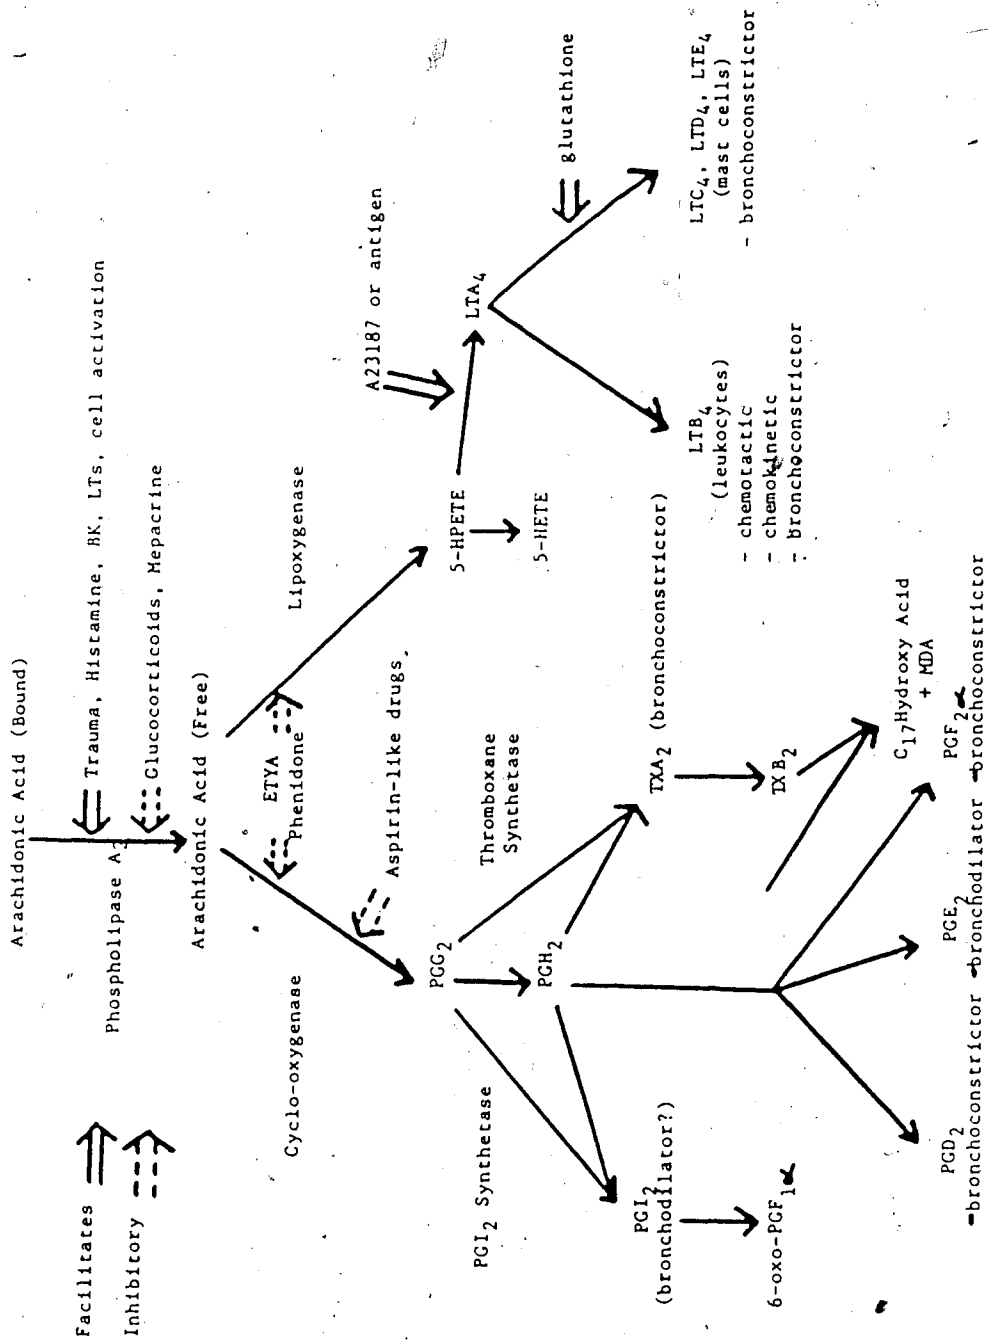 Facilitates
Inhibitory
Arachidonic Acid (Bound)
Phospholipase A2
Trauma, Histamine, BK, LTs, cell activation
Glucocorticoids, Mepacrine
Arachidonic Acid (Free)
Cyclo-oxygenase
ETYA
Phenidone
Lipoxygenase
Aspirin-like drugs
A23187 or antigen
PGG2
5-HPETE
LTA4
glutathione
PGI2 Synthetase
Thromboxane
Synthetase
PGH2
5-HETE
PGI2
(bronchodilator?)
TXA2 (bronchoconstrictor)
LTB4
(leukocytes)
- chemotactic
- chemokinetic
- bronchoconstrictor
LTC4, LTD4, LTE4
(mast cells)
- bronchoconstrictor
6-oxo-PGF1α
TXB2
C17Hydroxy Acid
+ MDA
PGD2
-bronchoconstrictor
PGE2
-bronchodilator
PGF2α
-bronchoconstrictor